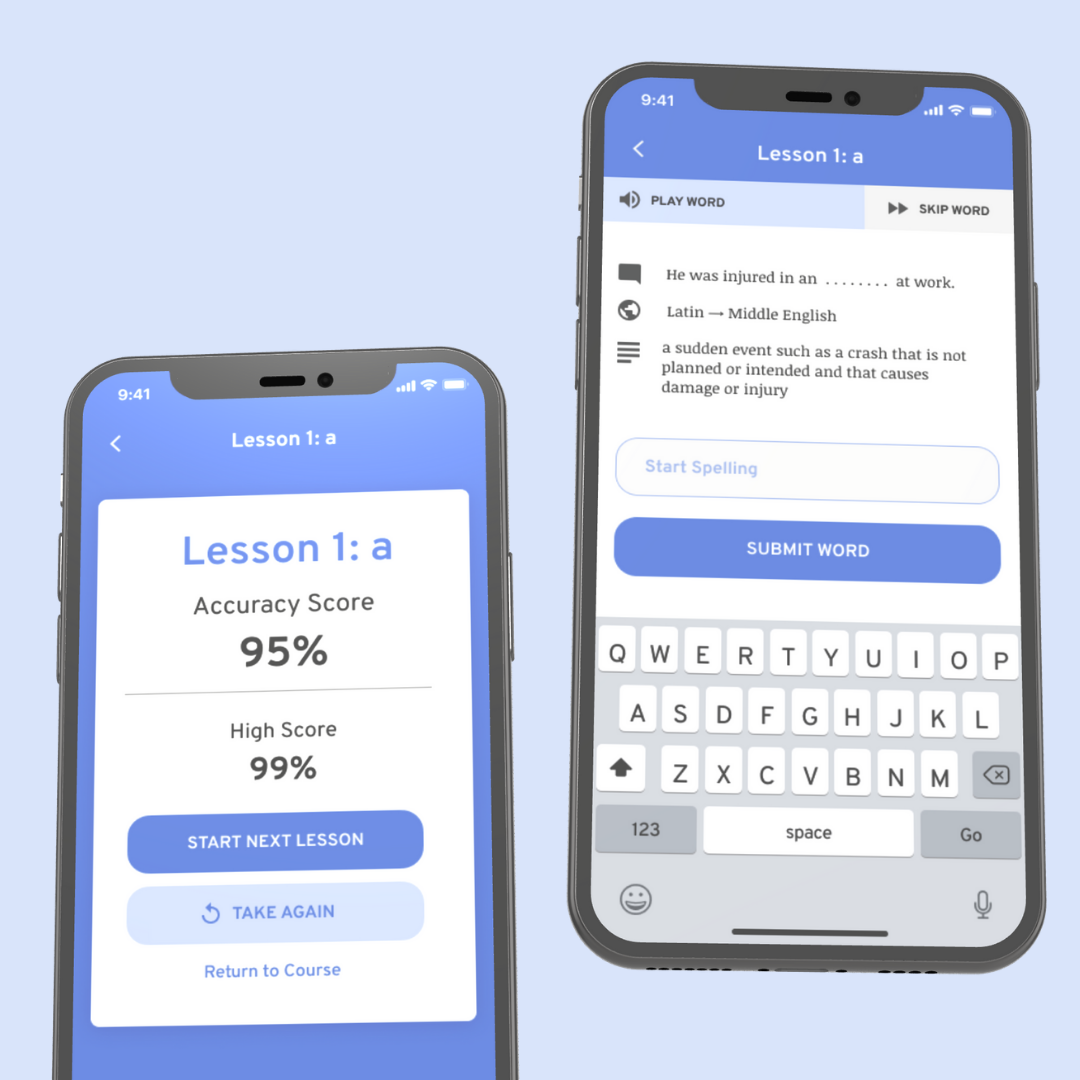 9:41
Lesson 1: a
Lesson 1: a
Accuracy Score
95%
High Score
99%
START NEXT LESSON
TAKE AGAIN
Return to Course
9:41
Lesson 1: a
PLAY WORD
SKIP WORD
He was injured in an ........ at work.
Latin → Middle English
a sudden event such as a crash that is not
planned or intended and that causes
damage or injury
Start Spelling
SUBMIT WORD
Q W E R T Y U I O P
A S D F G H J K L
Z X C V B N M
123 space Go